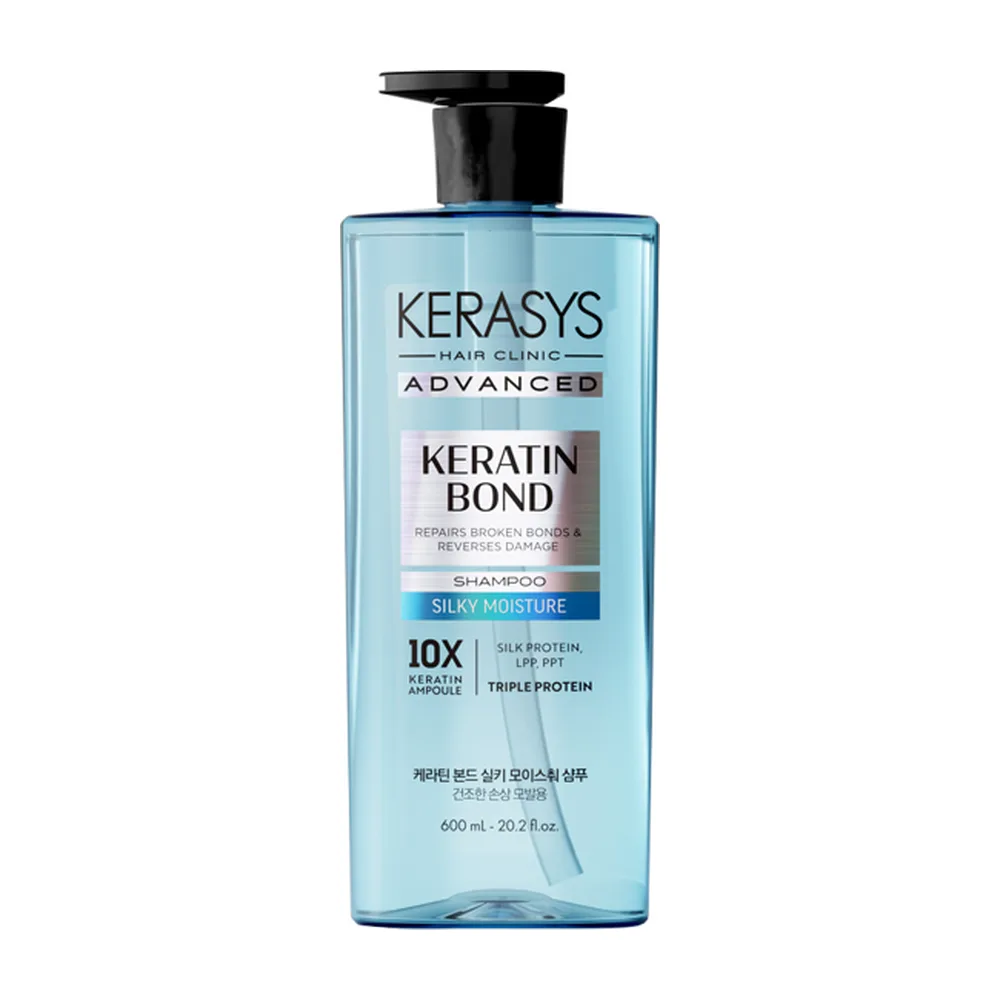 KERASYS
HAIR CLINIC
ADVANCED
KERATIN
BOND
REPAIRS BROKEN BONDS &
REVERSES DAMAGE
SHAMPOO
SILKY MOISTURE
10X
KERATIN
AMPOULE
SILK PROTEIN,
LPP, PPT
TRIPLE PROTEIN
케라틴 본드 실키 모이스춰 샴푸
건조한 손상 모발용
600 mL - 20.2 fl.oz.